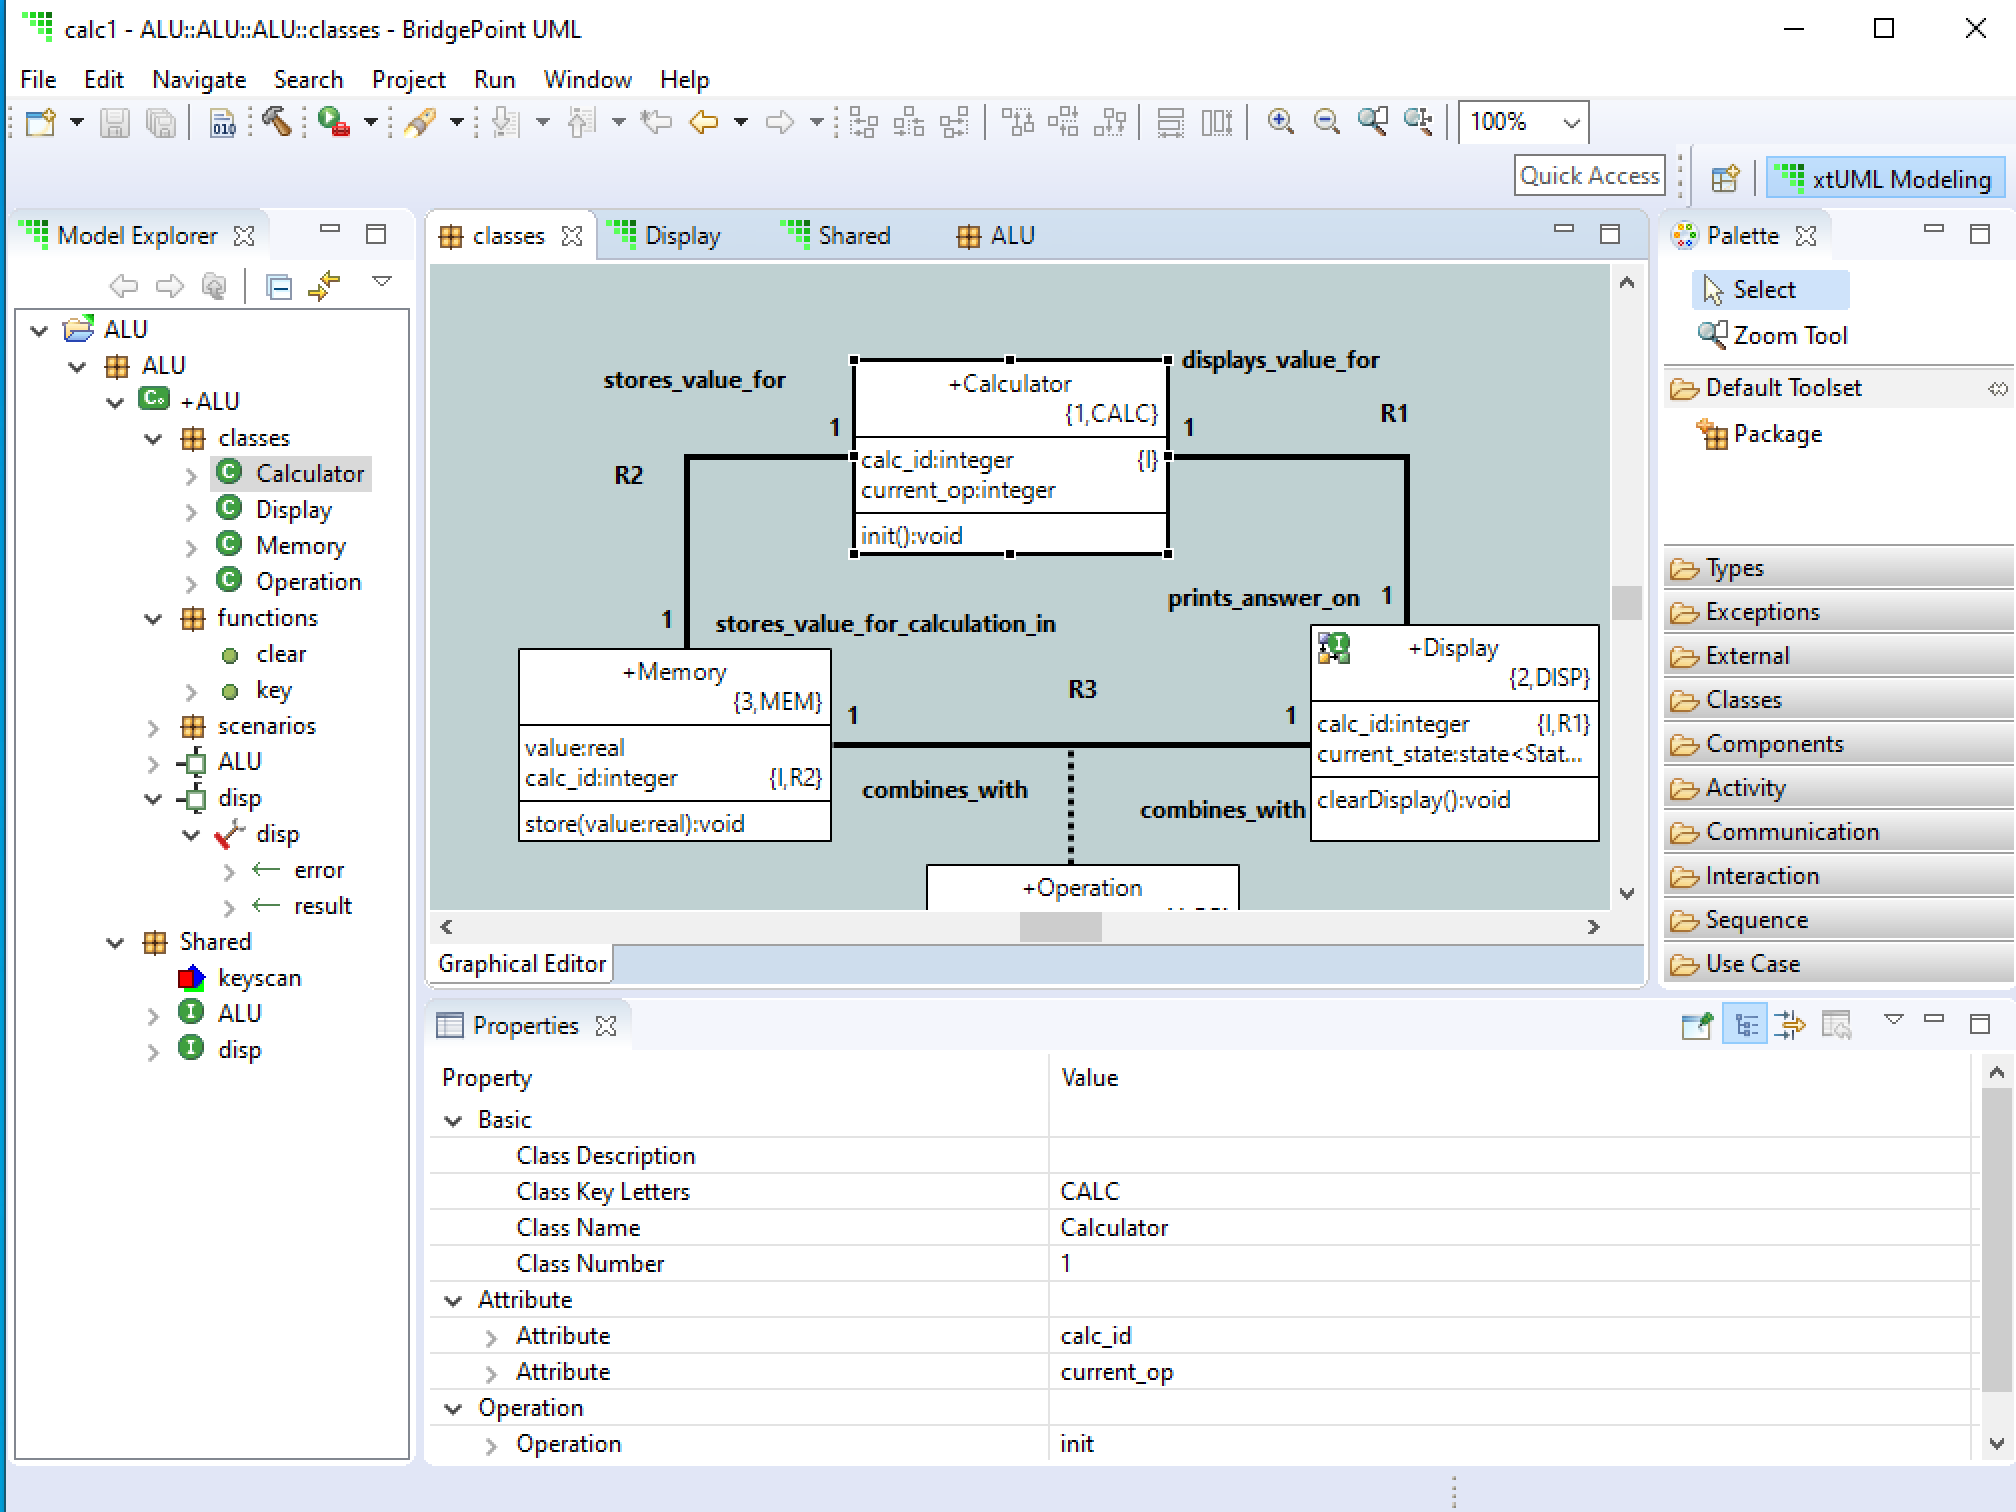 calc1 - ALU::ALU::ALU::classes - BridgePoint UML
File Edit Navigate Search Project Run Window Help
010
100%
Quick Access
xtUML Modeling
Model Explorer
ALU
ALU
+ALU
classes
Calculator
Display
Memory
Operation
functions
clear
key
scenarios
ALU
disp
disp
error
result
Shared
keyscan
ALU
disp
classes Display Shared ALU
stores_value_for
+Calculator
{1,CALC}
calc_id:integer {I}
current_op:integer
init():void
displays_value_for
R1
1
1
R2
1
stores_value_for_calculation_in
prints_answer_on 1
+Memory
{3,MEM}
value:real
calc_id:integer {I,R2}
store(value:real):void
R3
1
1
combines_with
combines_with
+Display
{2,DISP}
calc_id:integer {I,R1}
current_state:state<Stat...
clearDisplay():void
+Operation
Graphical Editor
Palette
Select
Zoom Tool
Default Toolset
Package
Types
Exceptions
External
Classes
Components
Activity
Communication
Interaction
Sequence
Use Case
Properties
Property Value
Basic
Class Description
Class Key Letters CALC
Class Name Calculator
Class Number 1
Attribute
Attribute calc_id
Attribute current_op
Operation
Operation init